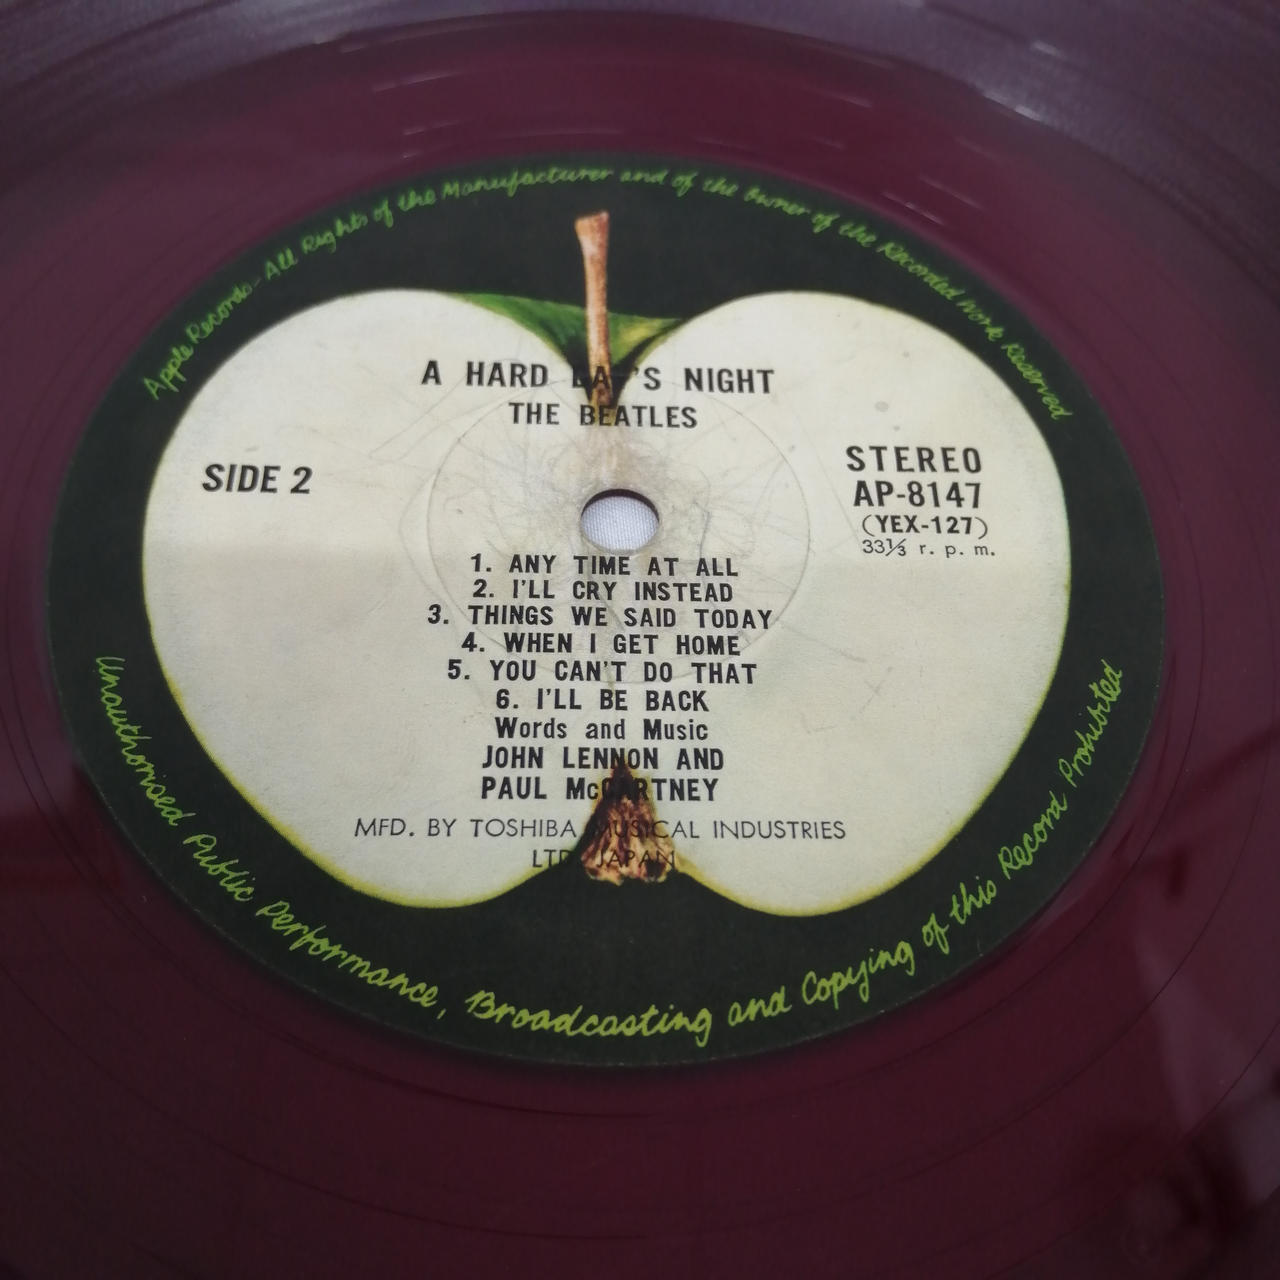 Apple Records - All Rights of the Manufacturer and of the Owner of the Recorded Work Reserved
A HARD DAY'S NIGHT
THE BEATLES
SIDE 2
STEREO
AP-8147
(YEX-127)
33⅓ r. p. m.
1. ANY TIME AT ALL
2. I'LL CRY INSTEAD
3. THINGS WE SAID TODAY
4. WHEN I GET HOME
5. YOU CAN'T DO THAT
6. I'LL BE BACK
Words and Music
JOHN LENNON AND
PAUL McCARTNEY
MFD. BY TOSHIBA MUSICAL INDUSTRIES
LTD. JAPAN
Unauthorised Public Performance, Broadcasting and Copying of this Record Prohibited